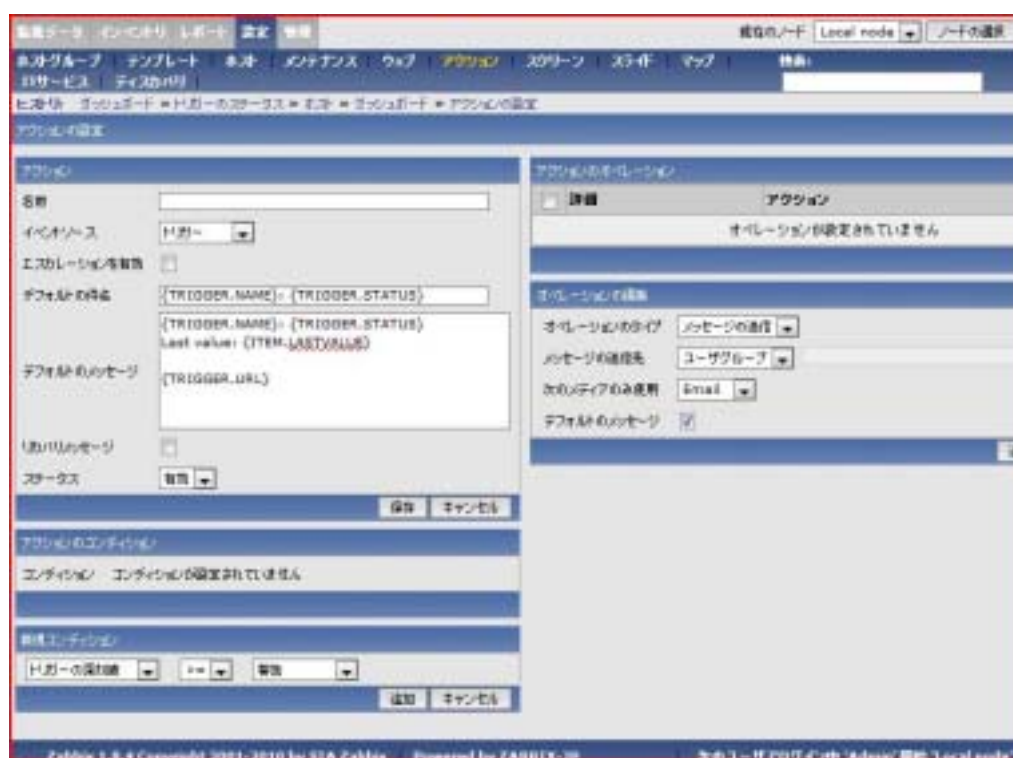 監視データ インベントリ レポート 設定 管理
現在のノード Local node ノードの選択
ホストグループ テンプレート ホスト メンテナンス ウェブ アクション スクリーン スライド マップ 検索:
ITサービス ディスカバリ
ヒストリ: ダッシュボード » トリガーのステータス » ホスト » ダッシュボード » アクションの設定
アクションの設定
アクション
名前
イベントソース トリガー
エスカレーションを有効
デフォルトの件名 {TRIGGER.NAME}: {TRIGGER.STATUS}
デフォルトのメッセージ
{TRIGGER.NAME}: {TRIGGER.STATUS}
Last value: {ITEM.LASTVALUE}
{TRIGGER.URL}
リカバリメッセージ
ステータス 有効
保存 キャンセル
アクションのコンディション
コンディション コンディションが設定されていません
新規コンディション
トリガーの深刻度 >= 警告
追加 キャンセル
アクションのオペレーション
詳細 アクション
オペレーションが設定されていません
オペレーションの編集
オペレーションのタイプ メッセージの送信
メッセージの送信先 ユーザグループ
次のメディアのみ使用 Email
デフォルトのメッセージ
Zabbix 1.8.4 Copyright 2001-2010 by SIA Zabbix Powered by ZABBIX-JP